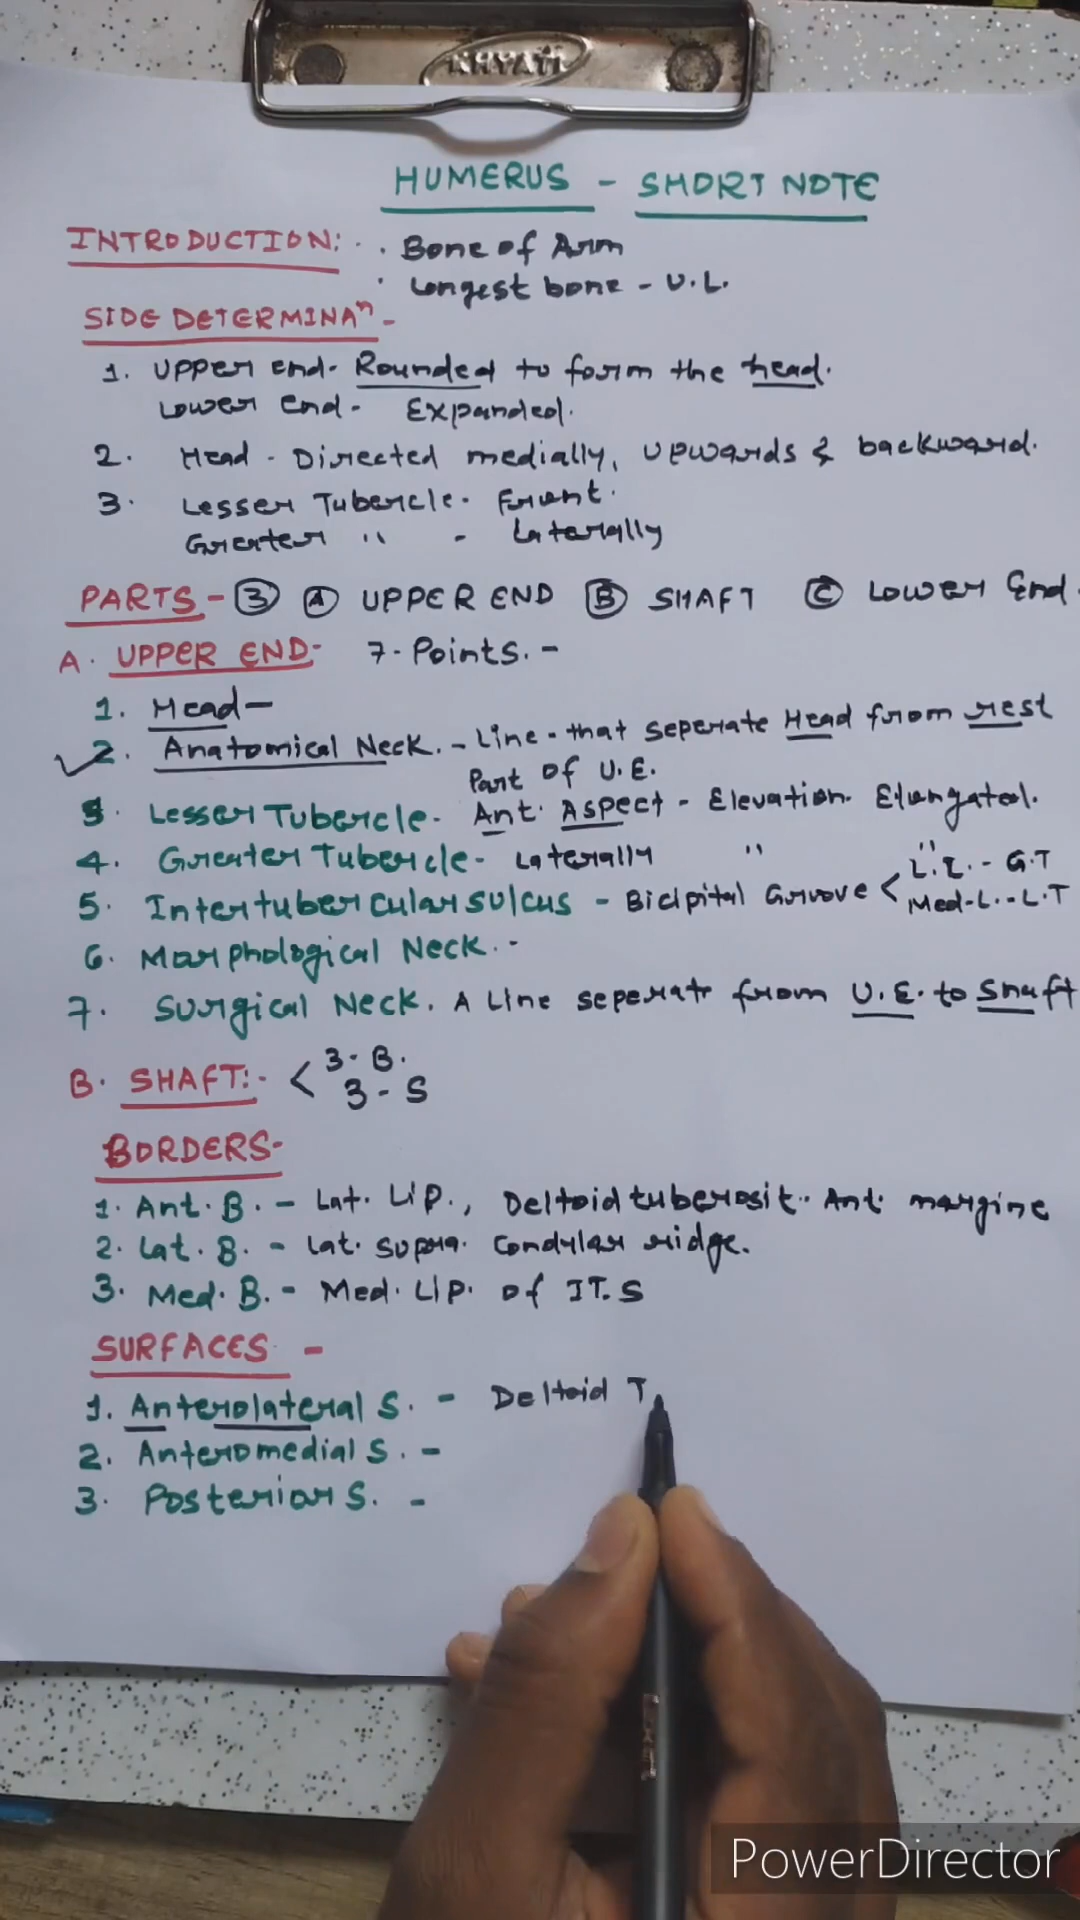 KHYATI
HUMERUS - SHORT NOTE
INTRODUCTION: · Bone of Arm
· Longest bone - U.L.
SIDE DETERMINAⁿ -
1. UPPER end - Rounded to form the head.
Lower end - Expanded.
2. Head - Directed medially, upwards & backward.
3. Lesser Tubercle - Front.
Greater " - Laterally
PARTS - ③ Ⓐ UPPER END Ⓑ SHAFT Ⓒ LOWER End.
A. UPPER END - 7 - Points. -
1. Head -
2. Anatomical Neck. - Line - that seperate Head from rest
Part of U.E.
3. Lesser Tubercle - Ant. Aspect - Elevation. Elongated.
4. Greater Tubercle - Laterally " "
5. Intertubercular sulcus - Bicipital Groove < L.L. - G.T
Med - L. - L.T
6. Morphological Neck. -
7. Surgical Neck. A Line seperate from U.E. to Shaft
B. SHAFT: - < 3 - B.
3 - S
BORDERS -
1. Ant. B. - Lat. Lip., Deltoid tuberosit. Ant margine
2. Lat. B. - Lat. supra. Condylar ridge.
3. Med. B. - Med. Lip. of IT.S
SURFACES -
1. Anterolateral S. - Deltoid T.
2. Anteromedial S. -
3. Posterior S. -
PowerDirector